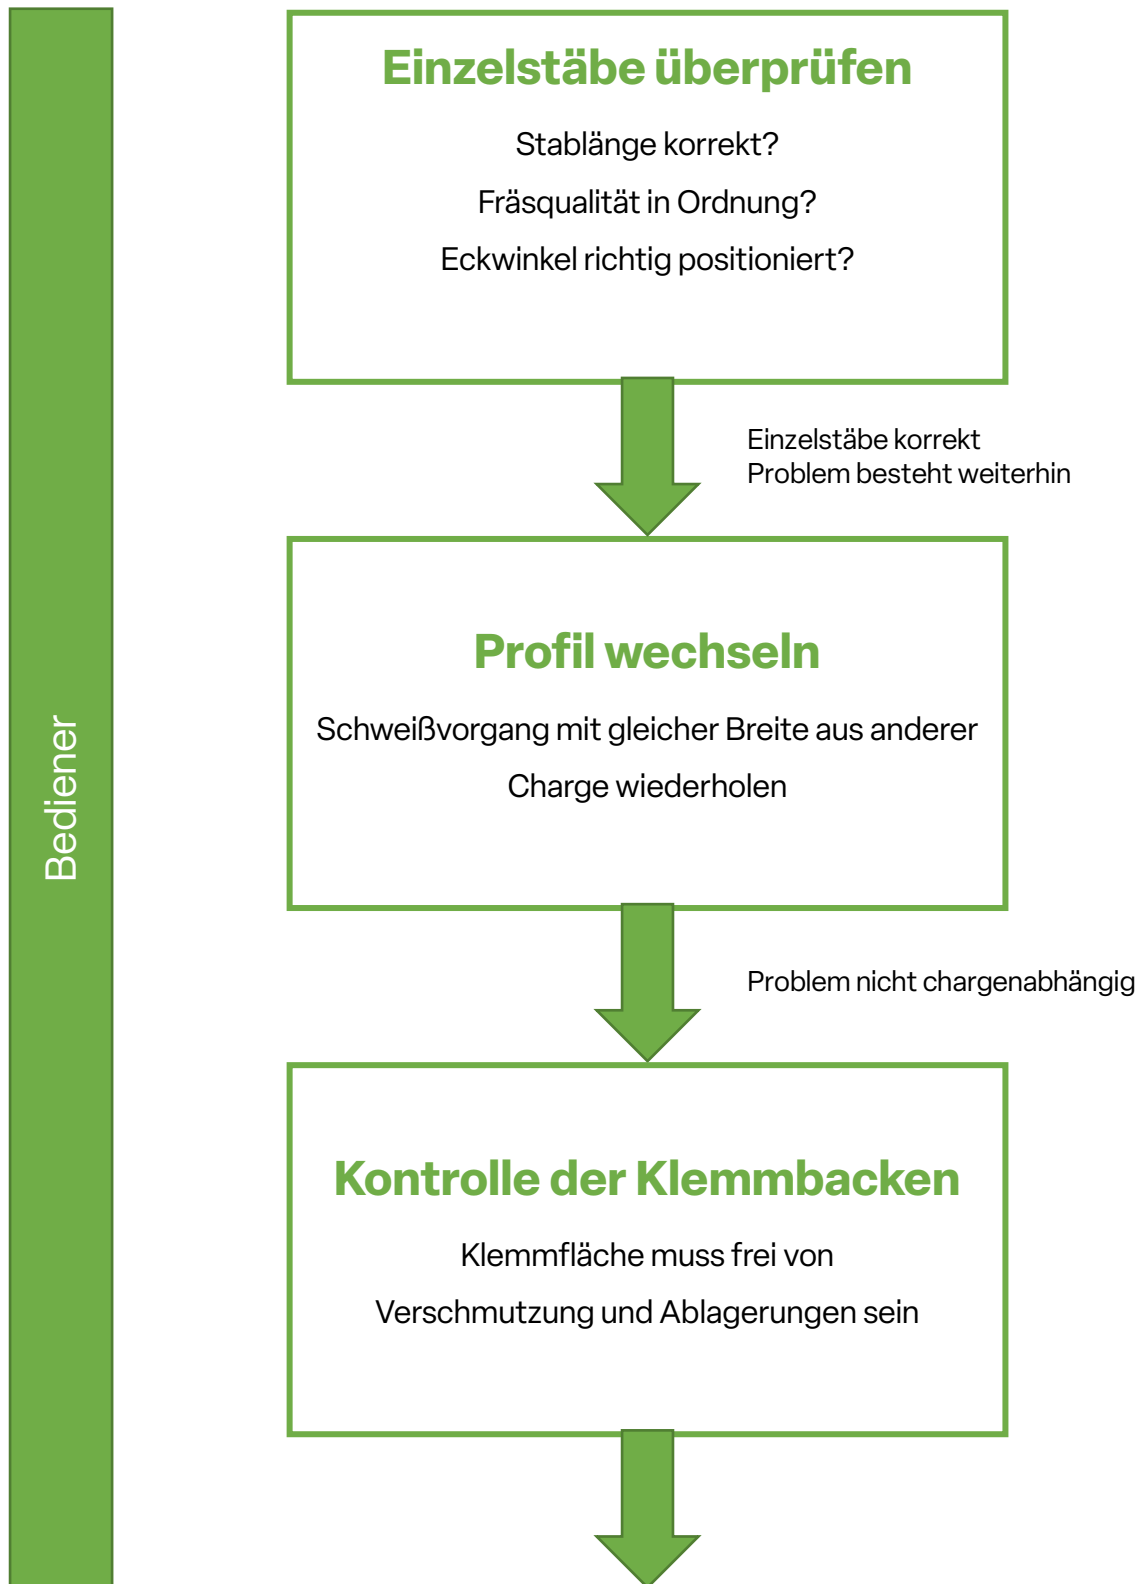 Bediener
Einzelstäbe überprüfen
Stablänge korrekt?
Fräsqualität in Ordnung?
Eckwinkel richtig positioniert?
Einzelstäbe korrekt
Problem besteht weiterhin
Profil wechseln
Schweißvorgang mit gleicher Breite aus anderer
Charge wiederholen
Problem nicht chargenabhängig
Kontrolle der Klemmbacken
Klemmfläche muss frei von
Verschmutzung und Ablagerungen sein